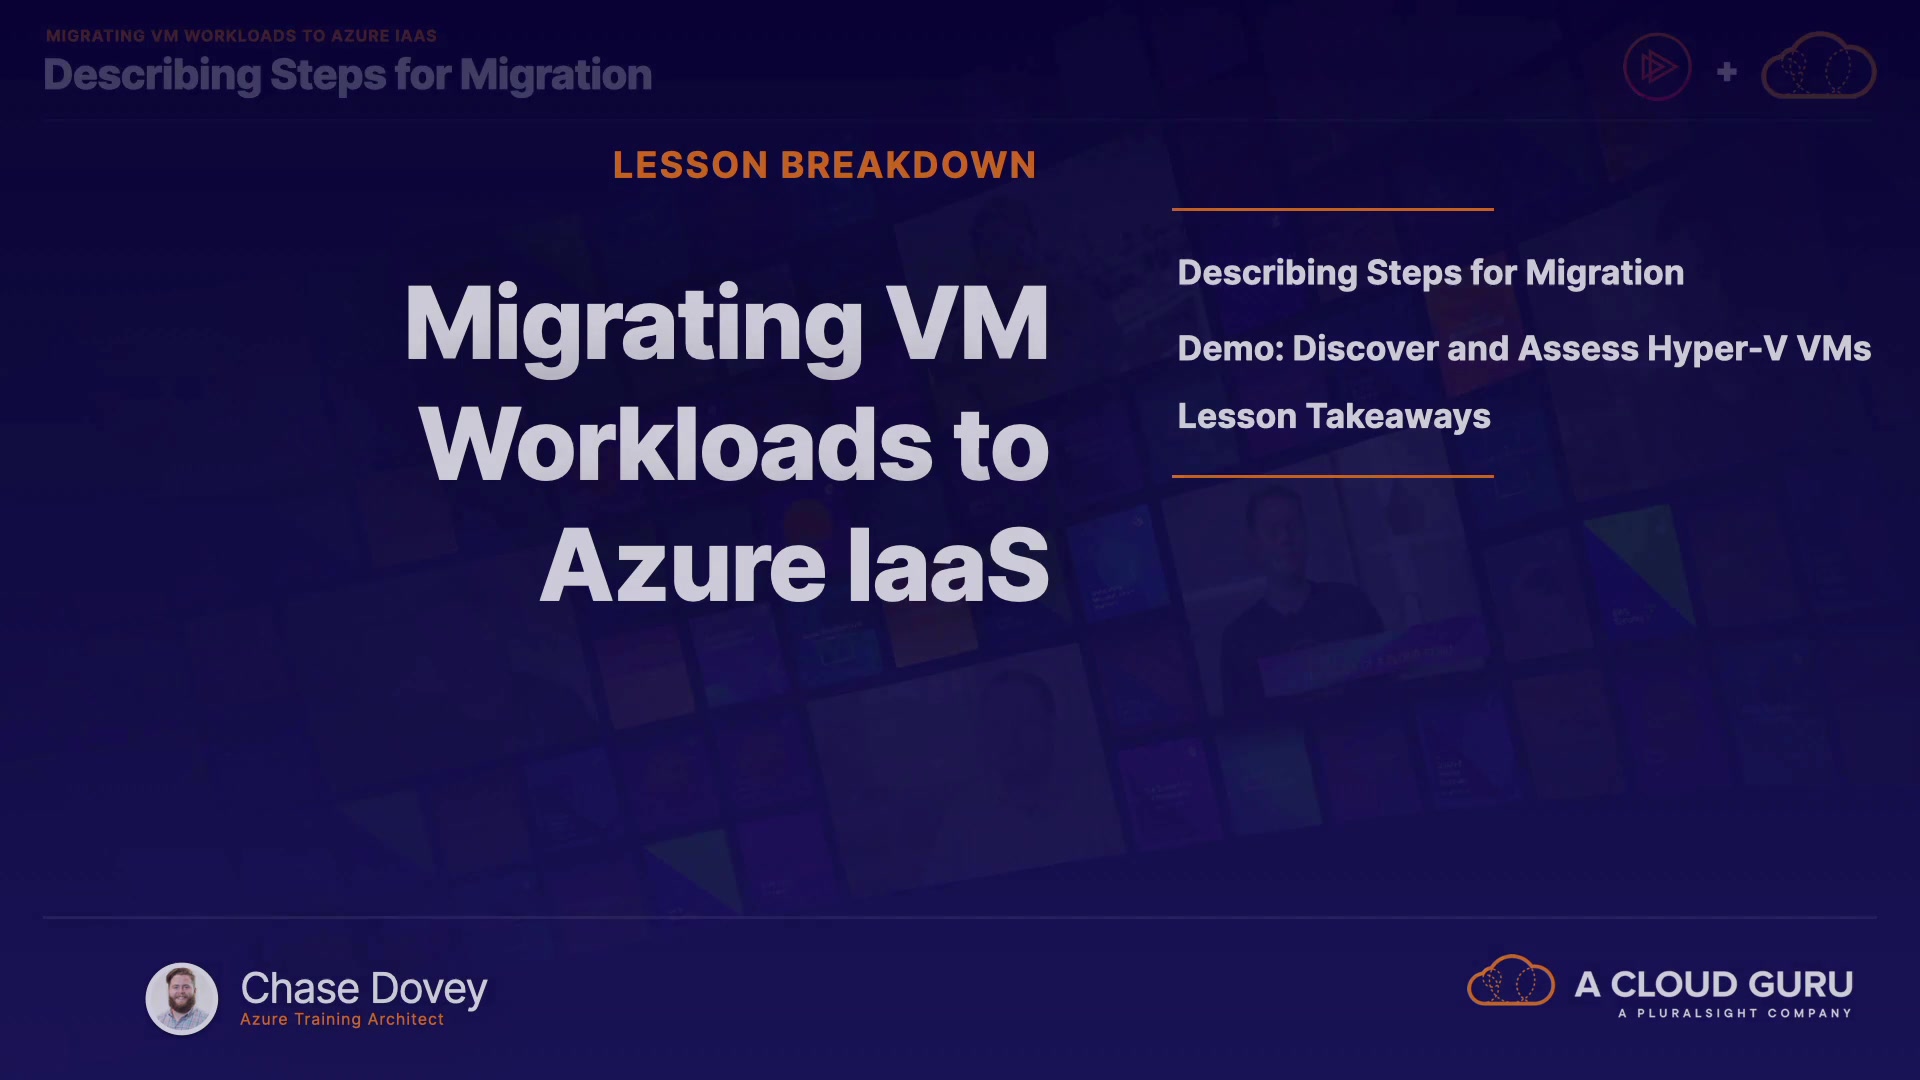 MIGRATING VM WORKLOADS TO AZURE IAAS
Describing Steps for Migration
LESSON BREAKDOWN
Migrating VM
Workloads to
Azure IaaS
Describing Steps for Migration
Demo: Discover and Assess Hyper-V VMs
Lesson Takeaways
Chase Dovey
Azure Training Architect
A CLOUD GURU
A PLURALSIGHT COMPANY